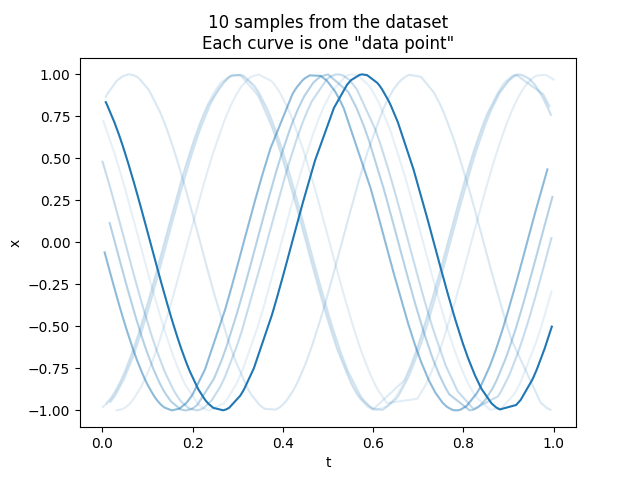 10 samples from the dataset
Each curve is one "data point"
1.00
0.75
0.50
0.25
0.00
−0.25
−0.50
−0.75
−1.00
x
0.0 0.2 0.4 0.6 0.8 1.0
t